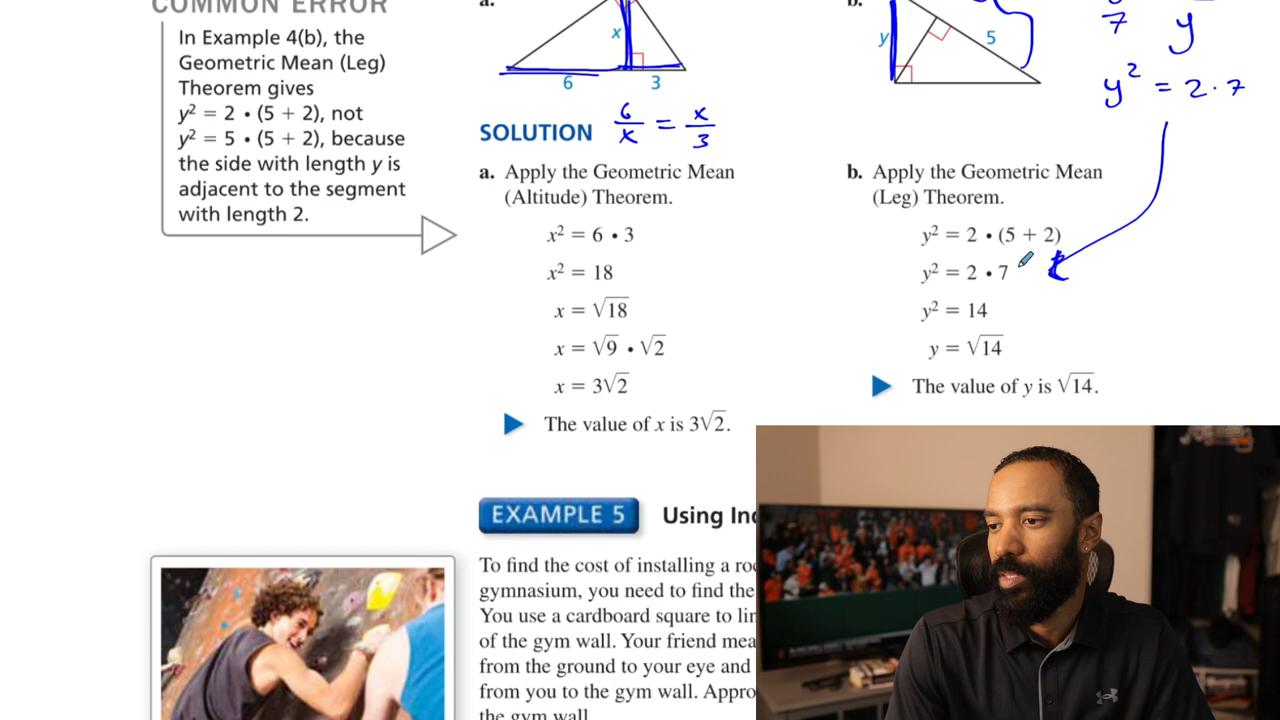 COMMON ERROR
In Example 4(b), the
Geometric Mean (Leg)
Theorem gives
y² = 2 • (5 + 2), not
y² = 5 • (5 + 2), because
the side with length y is
adjacent to the segment
with length 2.
a.
x
6
3
SOLUTION
6/x = x/3
a. Apply the Geometric Mean
(Altitude) Theorem.
x² = 6 • 3
x² = 18
x = √18
x = √9 • √2
x = 3√2
The value of x is 3√2.
b.
y
5
7 y
y² = 2 · 7
b. Apply the Geometric Mean
(Leg) Theorem.
y² = 2 • (5 + 2)
y² = 2 • 7
y² = 14
y = √14
The value of y is √14.
EXAMPLE 5
Using
To find the cost of installing a
gymnasium, you need to find the
You use a cardboard square to
of the gym wall. Your friend
from the ground to your eye and
from you to the gym wall.
the gym wall